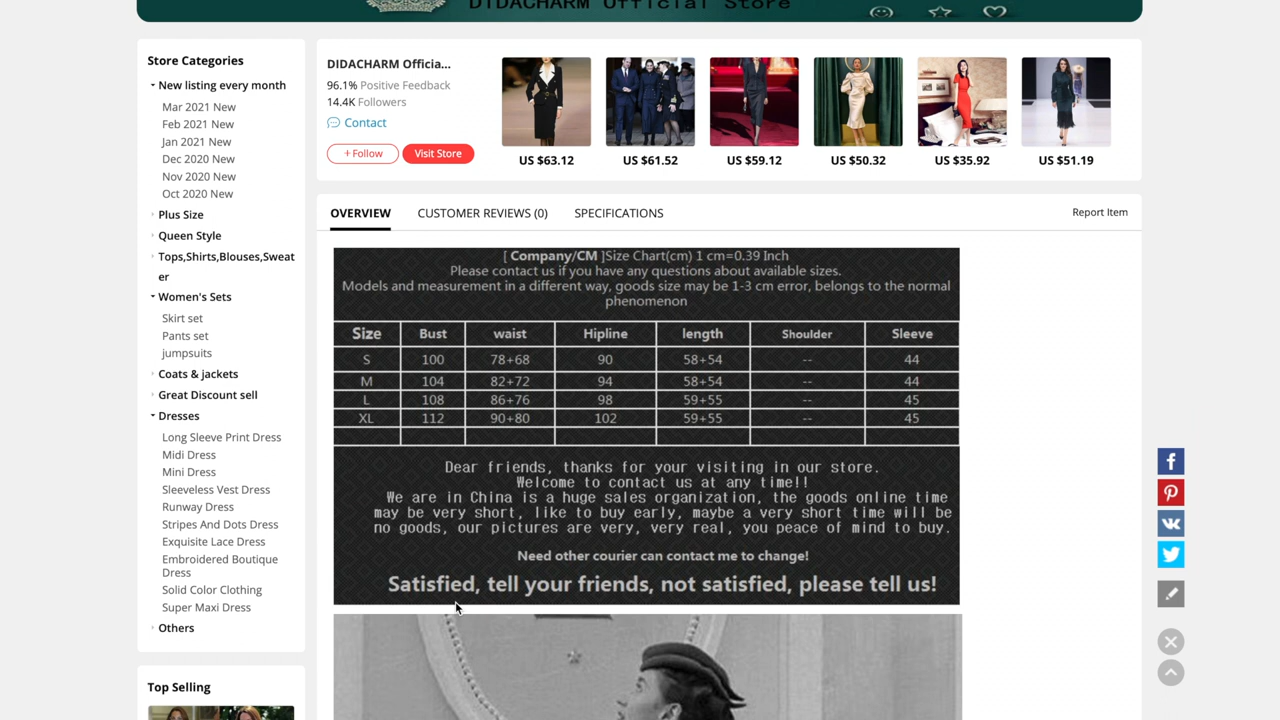 DIDACHARM Official Store
Store Categories
New listing every month
Mar 2021 New
Feb 2021 New
Jan 2021 New
Dec 2020 New
Nov 2020 New
Oct 2020 New
Plus Size
Queen Style
Tops,Shirts,Blouses,Sweat
er
Women's Sets
Skirt set
Pants set
jumpsuits
Coats & jackets
Great Discount sell
Dresses
Long Sleeve Print Dress
Midi Dress
Mini Dress
Sleeveless Vest Dress
Runway Dress
Stripes And Dots Dress
Exquisite Lace Dress
Embroidered Boutique
Dress
Solid Color Clothing
Super Maxi Dress
Others
Top Selling
DIDACHARM Officia...
96.1% Positive Feedback
14.4K Followers
Contact
+ Follow Visit Store
US $63.12 US $61.52 US $59.12 US $50.32 US $35.92 US $51.19
OVERVIEW CUSTOMER REVIEWS (0) SPECIFICATIONS Report Item
[ Company/CM ]Size Chart(cm) 1 cm=0.39 Inch
Please contact us if you have any questions about available sizes.
Models and measurement in a different way, goods size may be 1-3 cm error, belongs to the normal
phenomenon
Size Bust waist Hipline length Shoulder Sleeve
S 100 78+68 90 58+54 -- 44
M 104 82+72 94 58+54 -- 44
L 108 86+76 98 59+55 -- 45
XL 112 90+80 102 59+55 -- 45
Dear friends, thanks for your visiting in our store.
Welcome to contact us at any time!!
We are in China is a huge sales organization, the goods online time
may be very short, like to buy early, maybe a very short time will be
no goods, our pictures are very, very real, you peace of mind to buy.
Need other courier can contact me to change!
Satisfied, tell your friends, not satisfied, please tell us!